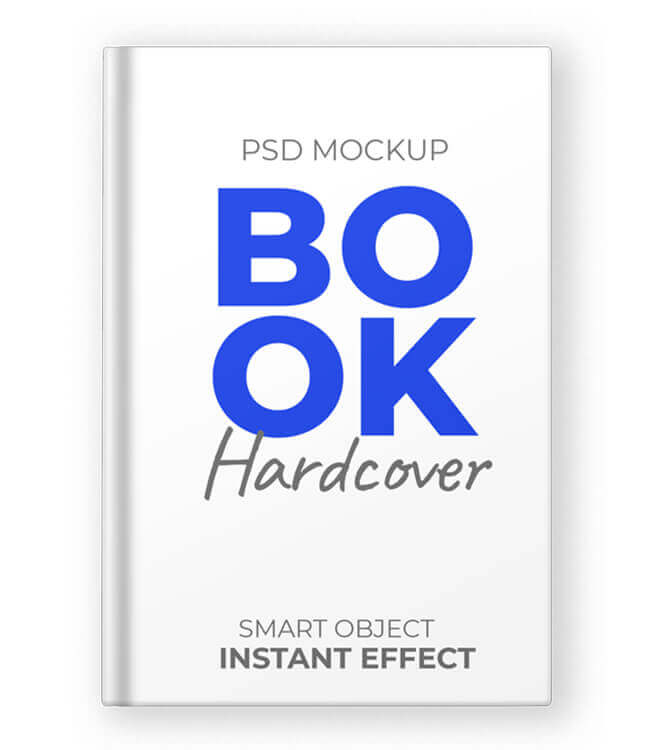 PSD MOCKUP
BO
OK
Hardcover
SMART OBJECT
INSTANT EFFECT